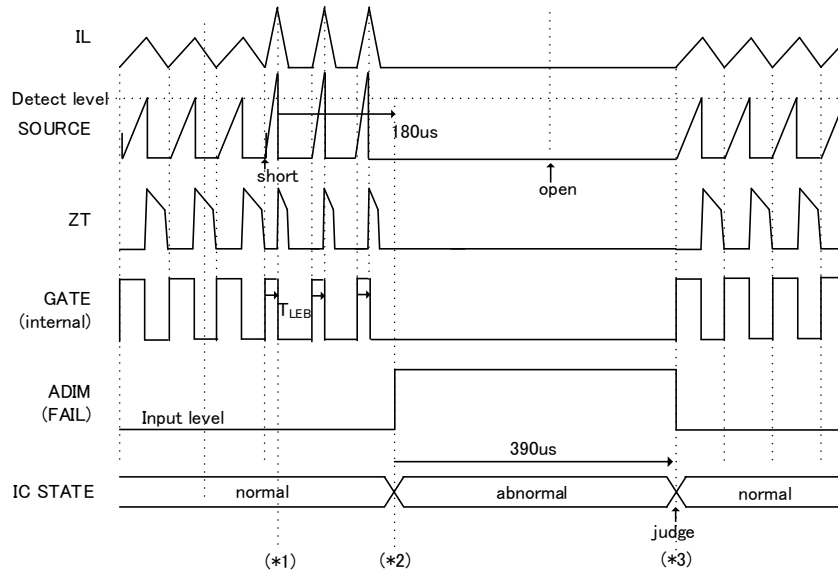 IL
Detect level
SOURCE
180us
short
open
ZT
GATE
(internal)
TLEB
ADIM
(FAIL)
Input level
390us
IC STATE
normal
abnormal
normal
judge
(*1)
(*2)
(*3)